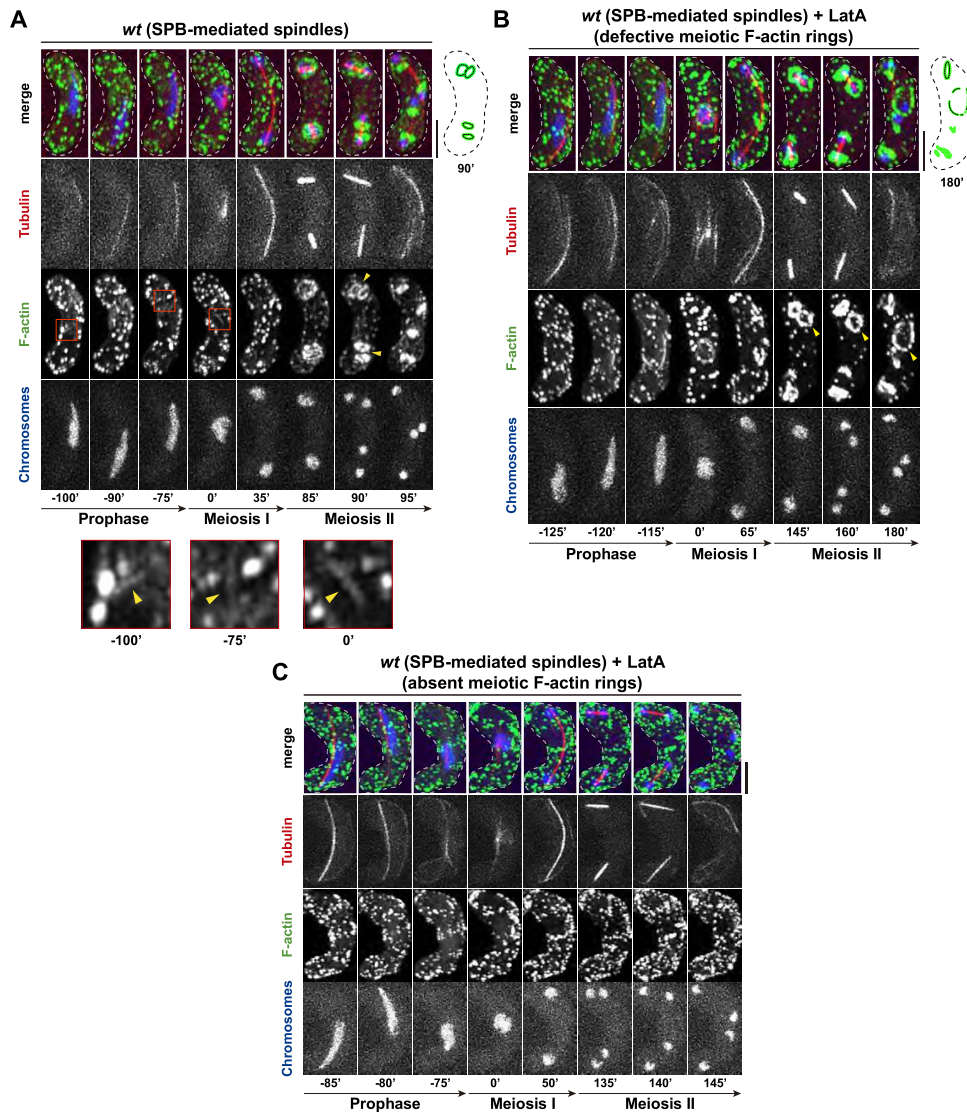 A
wt (SPB-mediated spindles)
merge
90’
Tubulin
F-actin
Chromosomes
-100’ -90’ -75’ 0’ 35’ 85’ 90’ 95’
Prophase Meiosis I Meiosis II
-100’ -75’ 0’
B
wt (SPB-mediated spindles) + LatA
(defective meiotic F-actin rings)
merge
180’
Tubulin
F-actin
Chromosomes
-125’ -120’ -115’ 0’ 65’ 145’ 160’ 180’
Prophase Meiosis I Meiosis II
C
wt (SPB-mediated spindles) + LatA
(absent meiotic F-actin rings)
merge
Tubulin
F-actin
Chromosomes
-85’ -80’ -75’ 0’ 50’ 135’ 140’ 145’
Prophase Meiosis I Meiosis II